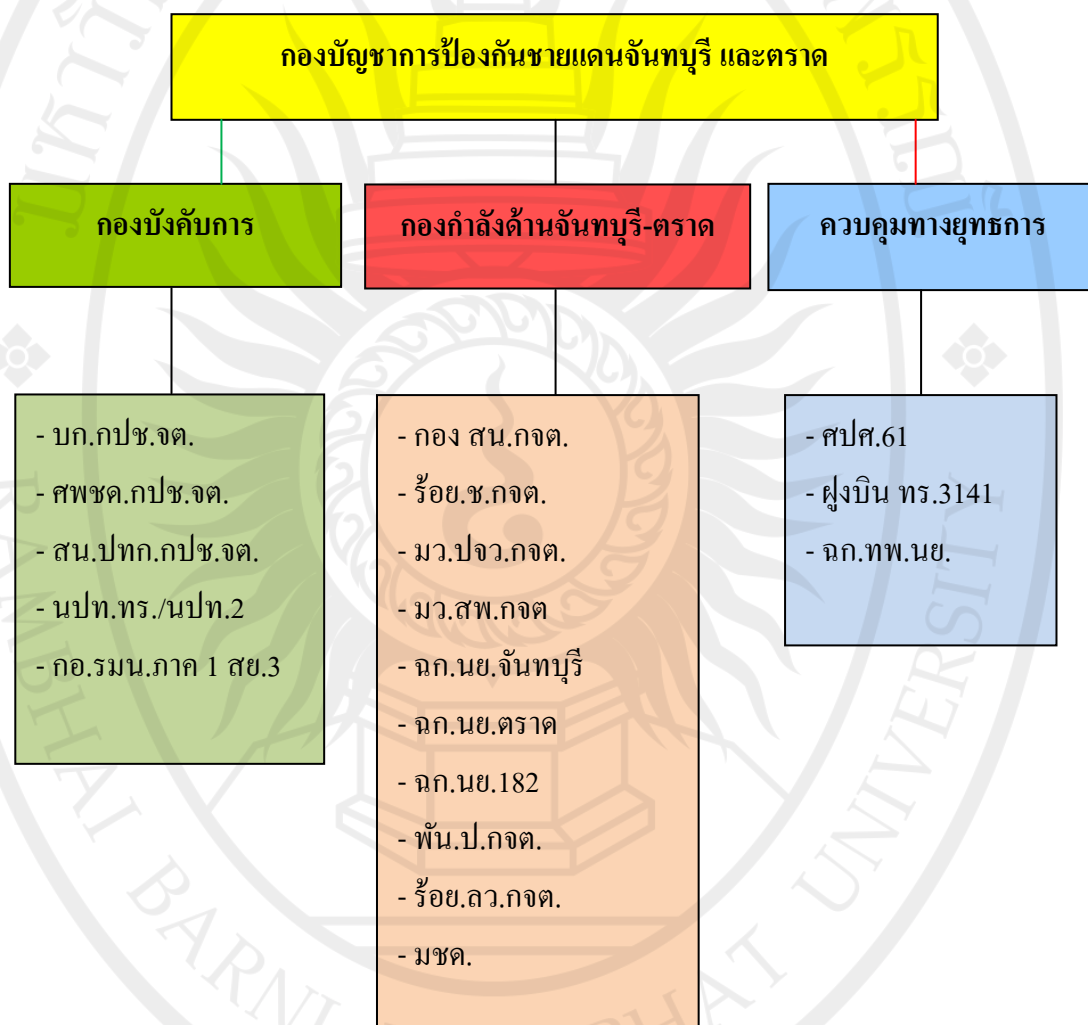 กองบัญชาการป้องกันชายแดนจันทบุรี และตราด
กองบังคับการ
กองกำลังด้านจันทบุรี-ตราด
ควบคุมทางยุทธการ
- บก.กปช.จต.
- ศพชด.กปช.จต.
- สน.ปทก.กปช.จต.
- นปท.ทร./นปท.2
- กอ.รมน.ภาค 1 สย.3
- กอง สน.กจต.
- ร้อย.ช.กจต.
- มว.ปจว.กจต.
- มว.สพ.กจต
- ฉก.นย.จันทบุรี
- ฉก.นย.ตราด
- ฉก.นย.182
- พัน.ป.กจต.
- ร้อย.ลว.กจต.
- มชด.
- ศปศ.61
- ฝูงบิน ทร.3141
- ฉก.ทพ.นย.
UNIVERSITY